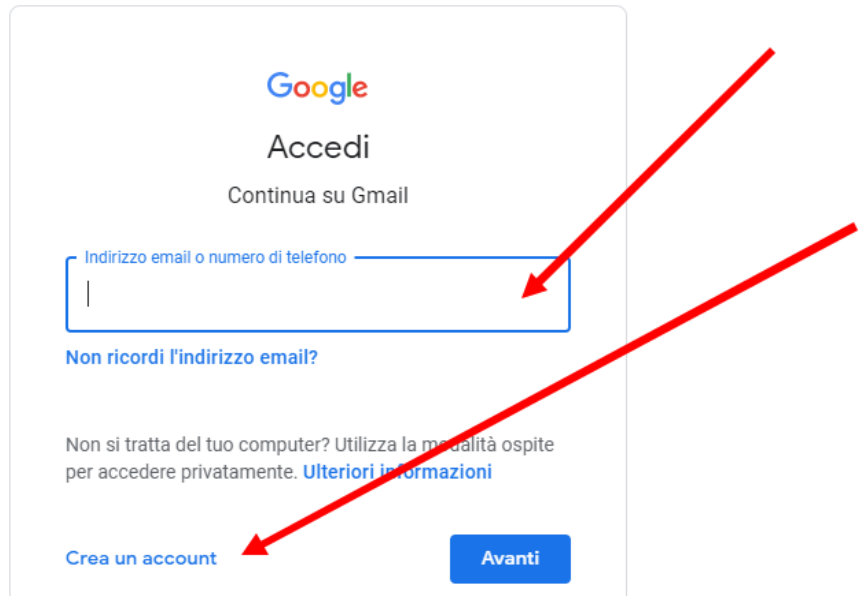 Google
Accedi
Continua su Gmail
Indirizzo email o numero di telefono
Non ricordi l'indirizzo email?
Non si tratta del tuo computer? Utilizza la modalità ospite
per accedere privatamente. Ulteriori informazioni
Crea un account
Avanti